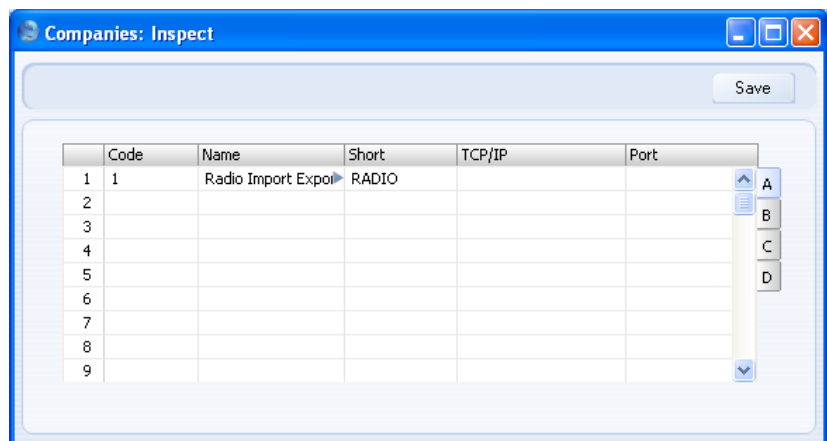 Companies: Inspect
Save
Code Name Short TCP/IP Port
1 1 Radio Import Expor RADIO
2
3
4
5
6
7
8
9
A
B
C
D